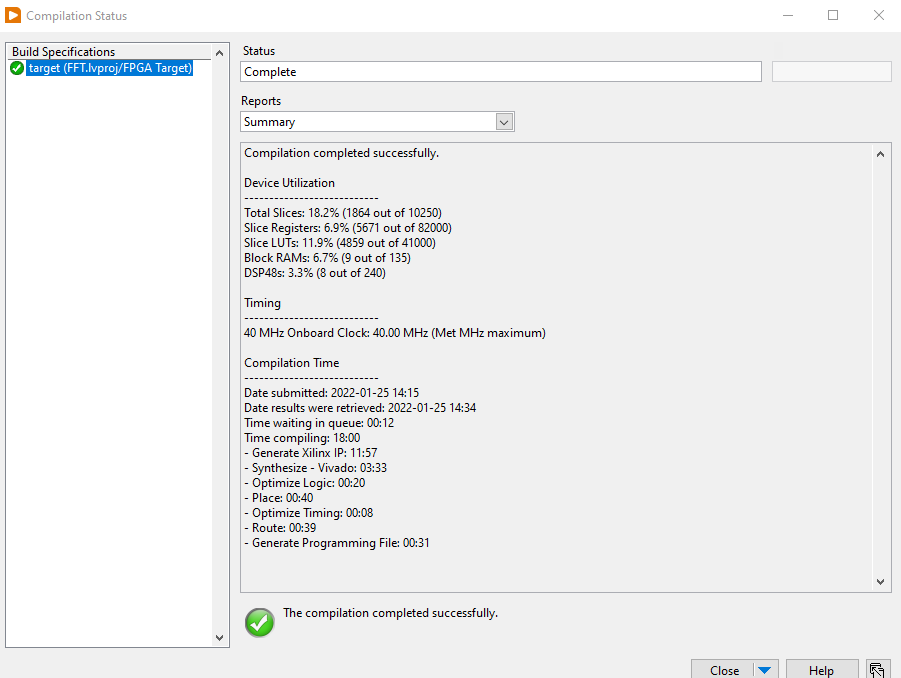 Compilation Status
Build Specifications
target (FFT.lvproj/FPGA Target)
Status
Complete
Reports
Summary
Compilation completed successfully.
Device Utilization
---------------------------
Total Slices: 18.2% (1864 out of 10250)
Slice Registers: 6.9% (5671 out of 82000)
Slice LUTs: 11.9% (4859 out of 41000)
Block RAMs: 6.7% (9 out of 135)
DSP48s: 3.3% (8 out of 240)
Timing
---------------------------
40 MHz Onboard Clock: 40.00 MHz (Met MHz maximum)
Compilation Time
---------------------------
Date submitted: 2022-01-25 14:15
Date results were retrieved: 2022-01-25 14:34
Time waiting in queue: 00:12
Time compiling: 18:00
- Generate Xilinx IP: 11:57
- Synthesize - Vivado: 03:33
- Optimize Logic: 00:20
- Place: 00:40
- Optimize Timing: 00:08
- Route: 00:39
- Generate Programming File: 00:31
The compilation completed successfully.
Close
Help